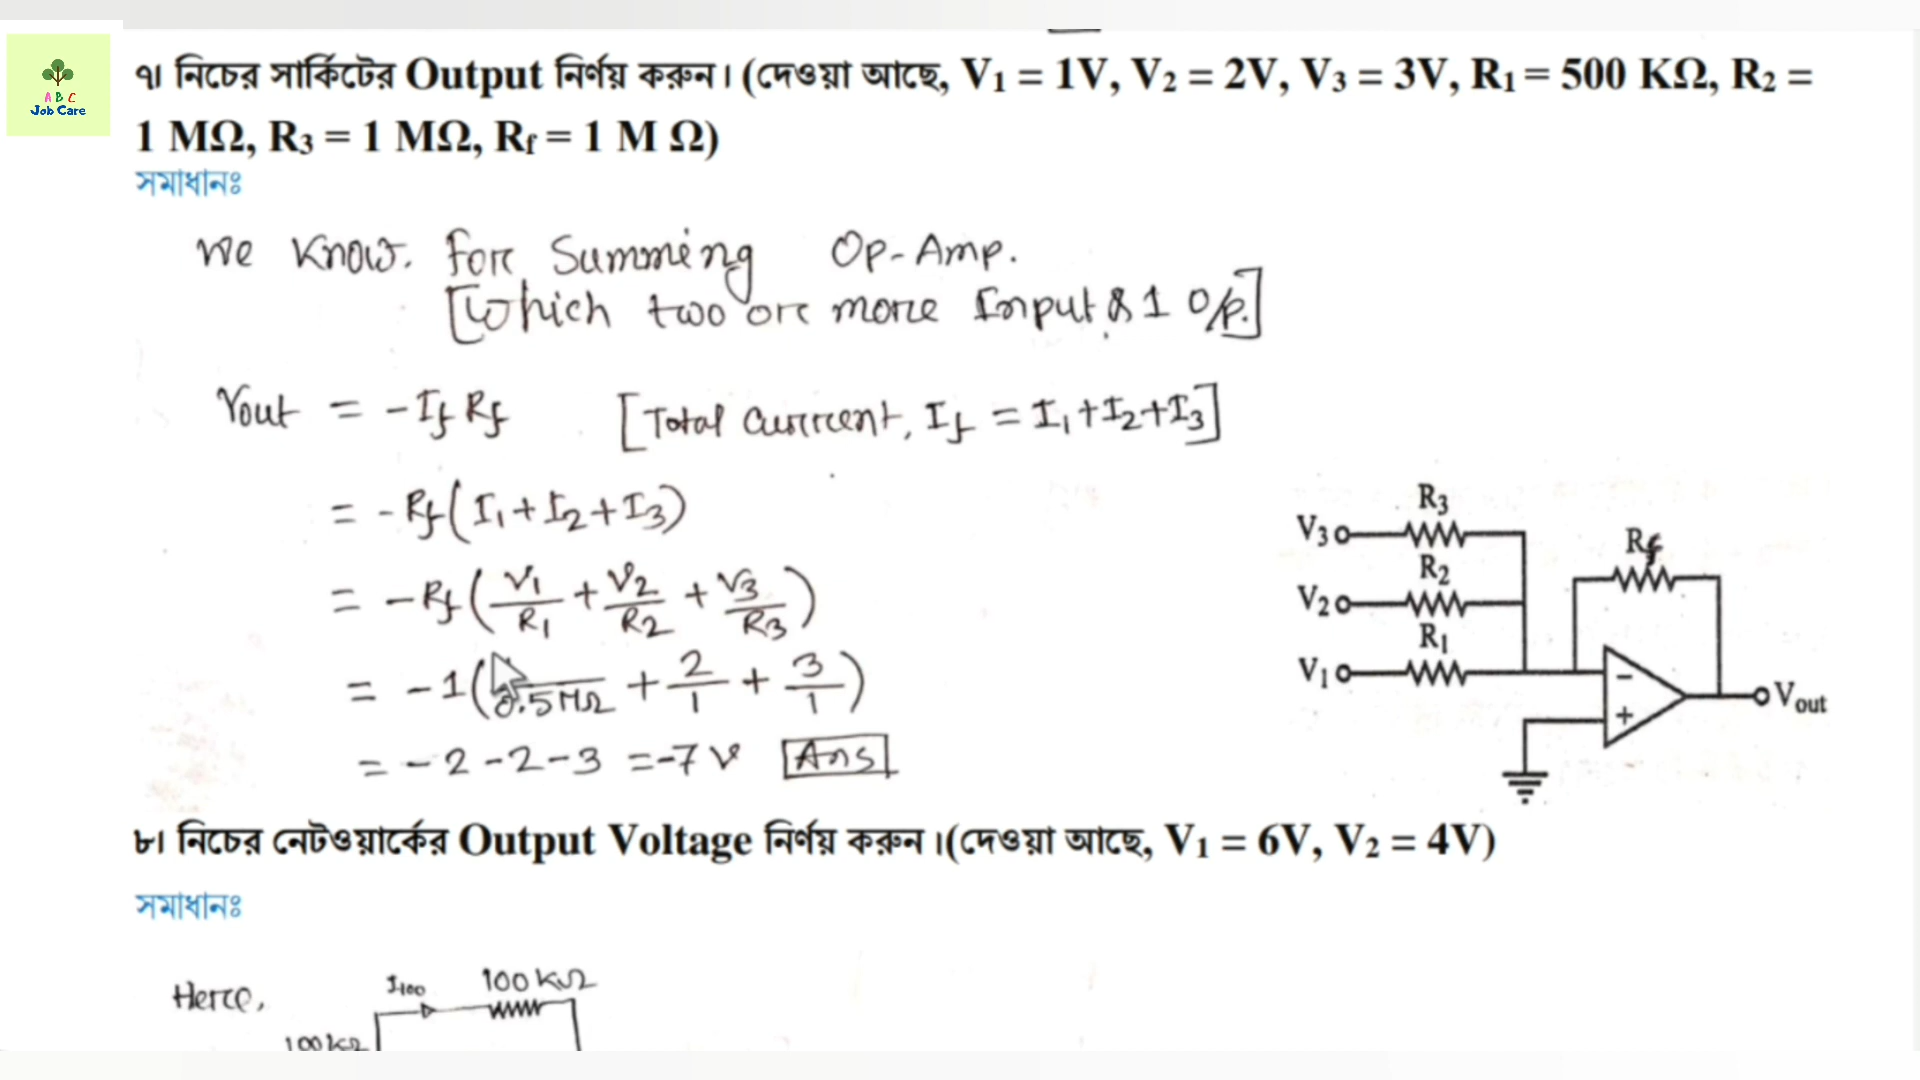 A B C
Job Care
৭। নিচের সার্কিটের Output নির্ণয় করুন। (দেওয়া আছে, V₁ = 1V, V₂ = 2V, V₃ = 3V, R₁ = 500 KΩ, R₂ =
1 MΩ, R₃ = 1 MΩ, Rf = 1 M Ω)
সমাধানঃ
We know. For Summing Op-Amp.
[Which two or more Input & 1 o/p.]
Vout = -If Rf [Total Current, If = I₁+I₂+I₃]
= -Rf(I₁+I₂+I₃)
= -Rf(V₁/R₁ + V₂/R₂ + V₃/R₃)
= -1( /0.5MΩ + 2/1 + 3/1)
= -2-2-3 = -7 V Ans
R₃
V₃
Rf
R₂
V₂
R₁
V₁
-
+
Vout
৮। নিচের নেটওয়ার্কের Output Voltage নির্ণয় করুন।(দেওয়া আছে, V₁ = 6V, V₂ = 4V)
সমাধানঃ
Here,
I₁₀₀ 100 KΩ
100 KΩ